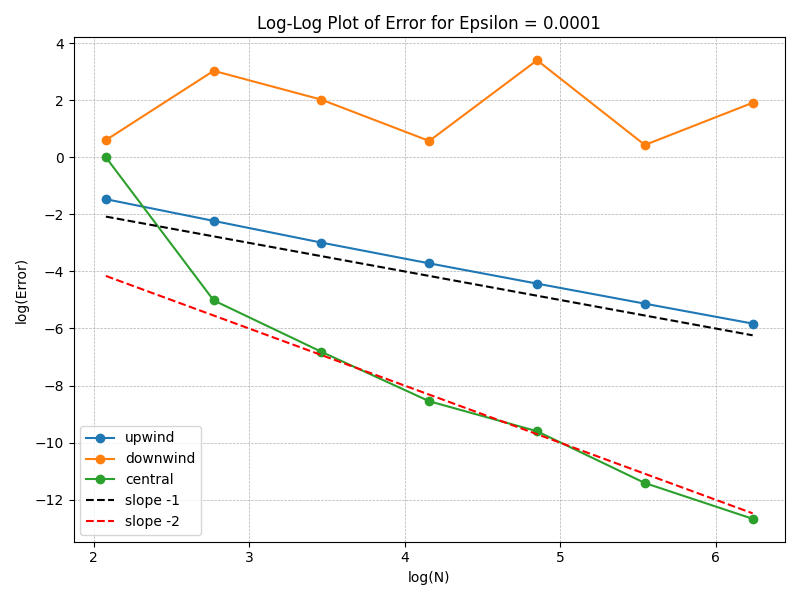 Log-Log Plot of Error for Epsilon = 0.0001
4
2
0
−2
−4
−6
−8
−10
−12
log(Error)
upwind
downwind
central
slope -1
slope -2
2
3
4
5
6
log(N)